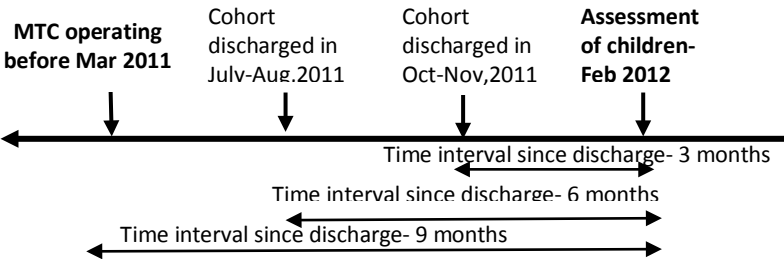 MTC operating
before Mar 2011
Cohort
discharged in
July-Aug.2011
Cohort
discharged in
Oct-Nov,2011
Assessment
of children-
Feb 2012
Time interval since discharge- 3 months
Time interval since discharge- 6 months
Time interval since discharge- 9 months